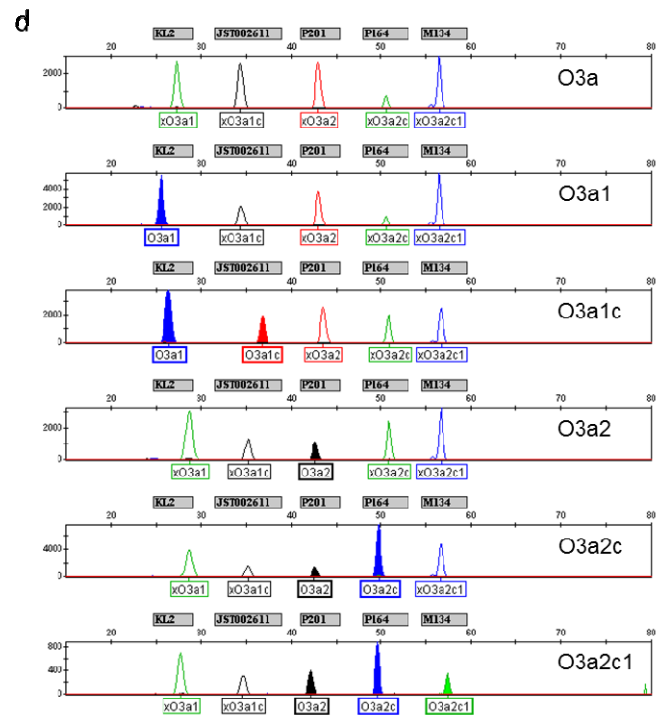 d
KL2 JST002611 P201 P164 M134
20 30 40 50 60 70 80
2000
0
O3a
xO3a1 xO3a1c xO3a2 xO3a2c xO3a2c1
KL2 JST002611 P201 P164 M134
20 30 40 50 60 70 80
4000
2000
0
O3a1
O3a1 xO3a1c xO3a2 xO3a2c xO3a2c1
KL2 JST002611 P201 P164 M134
20 30 40 50 60 70 80
2000
0
O3a1c
O3a1 O3a1c xO3a2 xO3a2c xO3a2c1
KL2 JST002611 P201 P164 M134
20 30 40 50 60 70 80
2000
0
O3a2
xO3a1 xO3a1c O3a2 xO3a2c xO3a2c1
KL2 JST002611 P201 P164 M134
20 30 40 50 60 70 80
4000
0
O3a2c
xO3a1 xO3a1c O3a2 O3a2c xO3a2c1
KL2 JST002611 P201 P164 M134
20 30 40 50 60 70 80
800
400
0
O3a2c1
xO3a1 xO3a1c O3a2 O3a2c O3a2c1